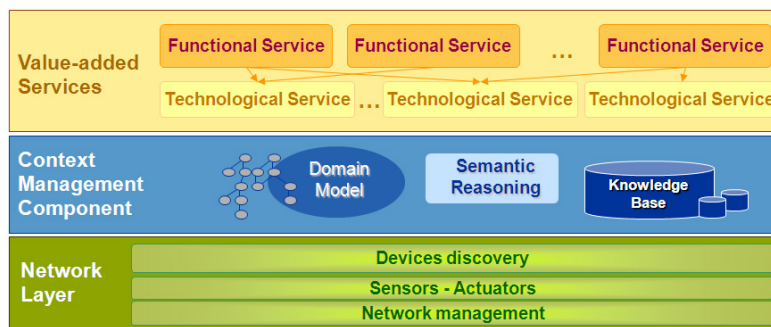 Value-added
Services
Functional Service
Functional Service
...
Functional Service
Technological Service
...
Technological Service
Technological Service
Context
Management
Component
Domain
Model
Semantic
Reasoning
Knowledge
Base
Network
Layer
Devices discovery
Sensors - Actuators
Network management